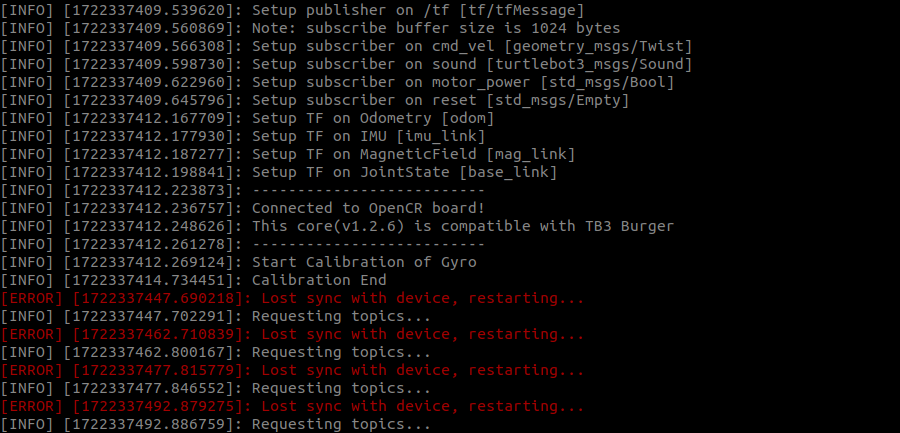 [INFO] [1722337409.539620]: Setup publisher on /tf [tf/tfMessage]
[INFO] [1722337409.560869]: Note: subscribe buffer size is 1024 bytes
[INFO] [1722337409.566308]: Setup subscriber on cmd_vel [geometry_msgs/Twist]
[INFO] [1722337409.598730]: Setup subscriber on sound [turtlebot3_msgs/Sound]
[INFO] [1722337409.622960]: Setup subscriber on motor_power [std_msgs/Bool]
[INFO] [1722337409.645796]: Setup subscriber on reset [std_msgs/Empty]
[INFO] [1722337412.167709]: Setup TF on Odometry [odom]
[INFO] [1722337412.177930]: Setup TF on IMU [imu_link]
[INFO] [1722337412.187277]: Setup TF on MagneticField [mag_link]
[INFO] [1722337412.198841]: Setup TF on JointState [base_link]
[INFO] [1722337412.223873]: --------------------------
[INFO] [1722337412.236757]: Connected to OpenCR board!
[INFO] [1722337412.248626]: This core(v1.2.6) is compatible with TB3 Burger
[INFO] [1722337412.261278]: --------------------------
[INFO] [1722337412.269124]: Start Calibration of Gyro
[INFO] [1722337414.734451]: Calibration End
[ERROR] [1722337447.690218]: Lost sync with device, restarting...
[INFO] [1722337447.702291]: Requesting topics...
[ERROR] [1722337462.710839]: Lost sync with device, restarting...
[INFO] [1722337462.800167]: Requesting topics...
[ERROR] [1722337477.815779]: Lost sync with device, restarting...
[INFO] [1722337477.846552]: Requesting topics...
[ERROR] [1722337492.879275]: Lost sync with device, restarting...
[INFO] [1722337492.886759]: Requesting topics...